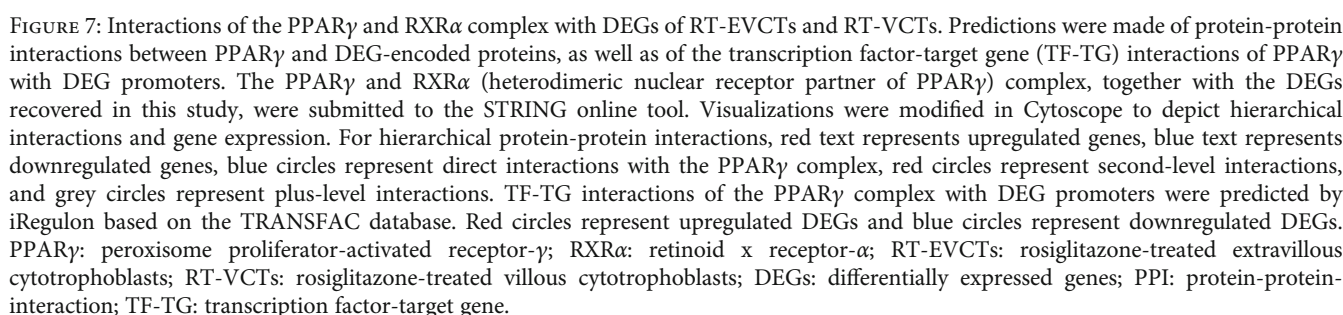 FIGURE 7: Interactions of the PPARγ and RXRα complex with DEGs of RT-EVCTs and RT-VCTs. Predictions were made of protein-protein
interactions between PPARγ and DEG-encoded proteins, as well as of the transcription factor-target gene (TF-TG) interactions of PPARγ
with DEG promoters. The PPARγ and RXRα (heterodimeric nuclear receptor partner of PPARγ) complex, together with the DEGs
recovered in this study, were submitted to the STRING online tool. Visualizations were modified in Cytoscope to depict hierarchical
interactions and gene expression. For hierarchical protein-protein interactions, red text represents upregulated genes, blue text represents
downregulated genes, blue circles represent direct interactions with the PPARγ complex, red circles represent second-level interactions,
and grey circles represent plus-level interactions. TF-TG interactions of the PPARγ complex with DEG promoters were predicted by
iRegulon based on the TRANSFAC database. Red circles represent upregulated DEGs and blue circles represent downregulated DEGs.
PPARγ: peroxisome proliferator-activated receptor-γ; RXRα: retinoid x receptor-α; RT-EVCTs: rosiglitazone-treated extravillous
cytotrophoblasts; RT-VCTs: rosiglitazone-treated villous cytotrophoblasts; DEGs: differentially expressed genes; PPI: protein-protein-
interaction; TF-TG: transcription factor-target gene.